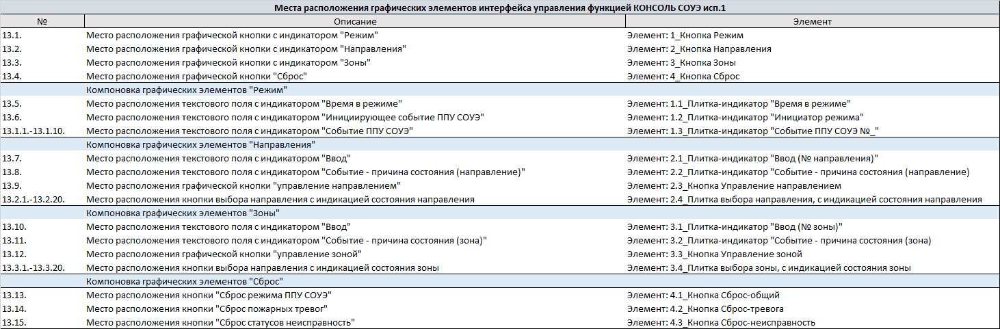 Места расположения графических элементов интерфейса управления функцией КОНСОЛЬ СОУЭ исп.1
№ Описание Элемент
13.1. Место расположения графической кнопки с индикатором "Режим" Элемент: 1_Кнопка Режим
13.2. Место расположения графической кнопки с индикатором "Направления" Элемент: 2_Кнопка Направления
13.3. Место расположения графической кнопки с индикатором "Зоны" Элемент: 3_Кнопка Зоны
13.4. Место расположения графической кнопки "Сброс" Элемент: 4_Кнопка Сброс
Компоновка графических элементов "Режим"
13.5. Место расположения текстового поля с индикатором "Время в режиме" Элемент: 1.1_Плитка-индикатор "Время в режиме"
13.6. Место расположения текстового поля с индикатором "Инициирующее событие ППУ СОУЭ" Элемент: 1.2_Плитка-индикатор "Инициатор режима"
13.1.1.-13.1.10. Место расположения текстового поля с индикатором "Событие ППУ СОУЭ" Элемент: 1.3_Плитка-индикатор "Событие ППУ СОУЭ №_"
Компоновка графических элементов "Направления"
13.7. Место расположения текстового поля с индикатором "Ввод" Элемент: 2.1_Плитка-индикатор "Ввод (№ направления)"
13.8. Место расположения текстового поля с индикатором "Событие - причина состояния (направление)" Элемент: 2.2_Плитка-индикатор "Событие - причина состояния (направление)
13.9. Место расположения графической кнопки "управление направлением" Элемент: 2.3_Кнопка Управление направлением
13.2.1.-13.2.20. Место расположения кнопки выбора направления с индикацией состояния направления Элемент: 2.4_Плитка выбора направления, с индикацией состояния направления
Компоновка графических элементов "Зоны"
13.10. Место расположения текстового поля с индикатором "Ввод" Элемент: 3.1_Плитка-индикатор "Ввод (№ зоны)"
13.11. Место расположения текстового поля с индикатором "Событие - причина состояния (зона)" Элемент: 3.2_Плитка-индикатор "Событие - причина состояния (зона)
13.12. Место расположения графической кнопки "управление зоной" Элемент: 3.3_Кнопка Управление зоной
13.3.1.-13.3.20. Место расположения кнопки выбора направления с индикацией состояния зоны Элемент: 3.4_Плитка выбора зоны, с индикацией состояния зоны
Компоновка графических элементов "Сброс"
13.13. Место расположения кнопки "Сброс режима ППУ СОУЭ" Элемент: 4.1_Кнопка Сброс-общий
13.14. Место расположения кнопки "Сброс пожарных тревог" Элемент: 4.2_Кнопка Сброс-тревога
13.15. Место расположения кнопки "Сброс статусов неисправность" Элемент: 4.3_Кнопка Сброс-неисправность